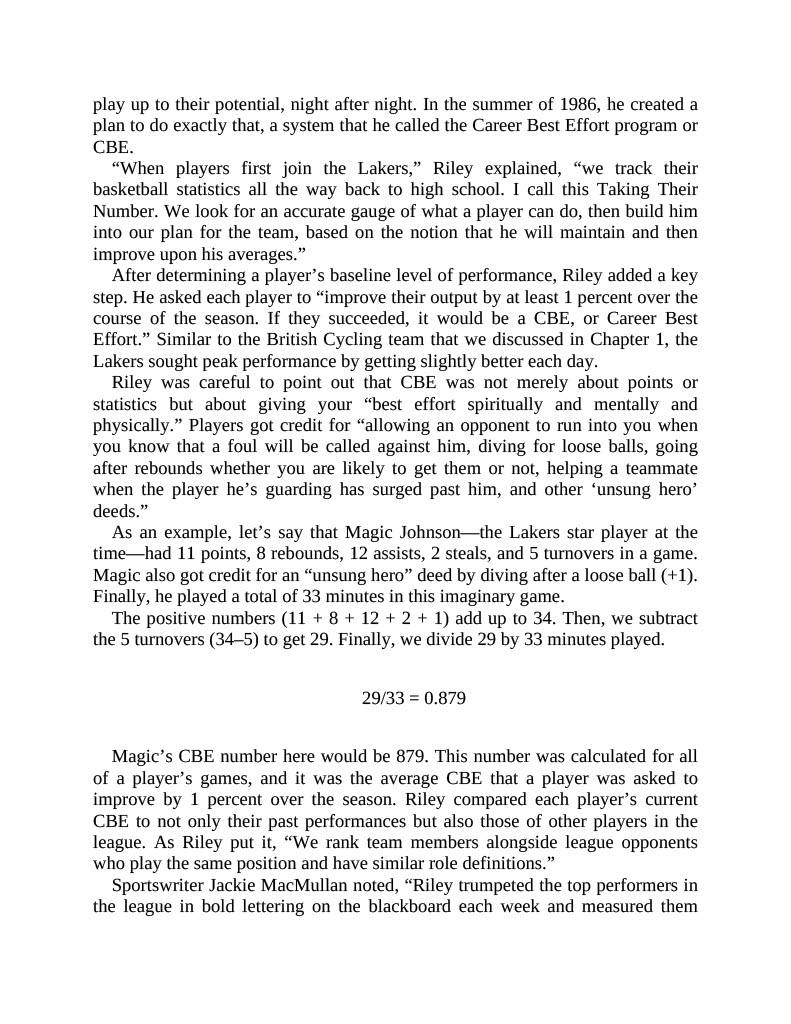 play up to their potential, night after night. In the summer of 1986, he created a
plan to do exactly that, a system that he called the Career Best Effort program or
CBE.
“When players first join the Lakers,” Riley explained, “we track their
basketball statistics all the way back to high school. I call this Taking Their
Number. We look for an accurate gauge of what a player can do, then build him
into our plan for the team, based on the notion that he will maintain and then
improve upon his averages.”
After determining a player’s baseline level of performance, Riley added a key
step. He asked each player to “improve their output by at least 1 percent over the
course of the season. If they succeeded, it would be a CBE, or Career Best
Effort.” Similar to the British Cycling team that we discussed in Chapter 1, the
Lakers sought peak performance by getting slightly better each day.
Riley was careful to point out that CBE was not merely about points or
statistics but about giving your “best effort spiritually and mentally and
physically.” Players got credit for “allowing an opponent to run into you when
you know that a foul will be called against him, diving for loose balls, going
after rebounds whether you are likely to get them or not, helping a teammate
when the player he’s guarding has surged past him, and other ‘unsung hero’
deeds.”
As an example, let’s say that Magic Johnson—the Lakers star player at the
time—had 11 points, 8 rebounds, 12 assists, 2 steals, and 5 turnovers in a game.
Magic also got credit for an “unsung hero” deed by diving after a loose ball (+1).
Finally, he played a total of 33 minutes in this imaginary game.
The positive numbers (11 + 8 + 12 + 2 + 1) add up to 34. Then, we subtract
the 5 turnovers (34–5) to get 29. Finally, we divide 29 by 33 minutes played.
29/33 = 0.879
Magic’s CBE number here would be 879. This number was calculated for all
of a player’s games, and it was the average CBE that a player was asked to
improve by 1 percent over the season. Riley compared each player’s current
CBE to not only their past performances but also those of other players in the
league. As Riley put it, “We rank team members alongside league opponents
who play the same position and have similar role definitions.”
Sportswriter Jackie MacMullan noted, “Riley trumpeted the top performers in
the league in bold lettering on the blackboard each week and measured them